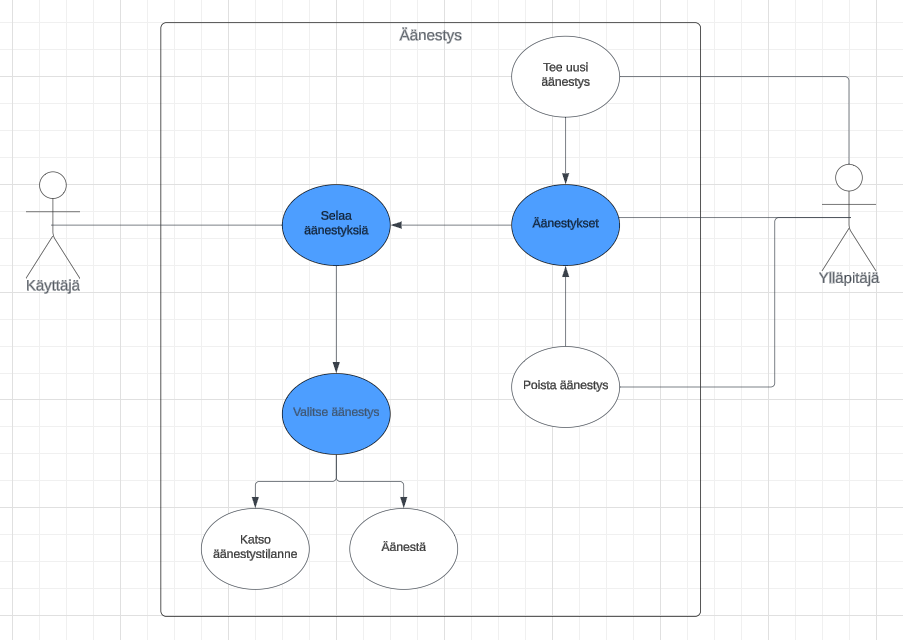 Äänestys
Tee uusi
äänestys
Selaa
äänestyksiä
Äänestykset
Käyttäjä
Ylläpitäjä
Poista äänestys
Valitse äänestys
Katso
äänestystilanne
Äänestä